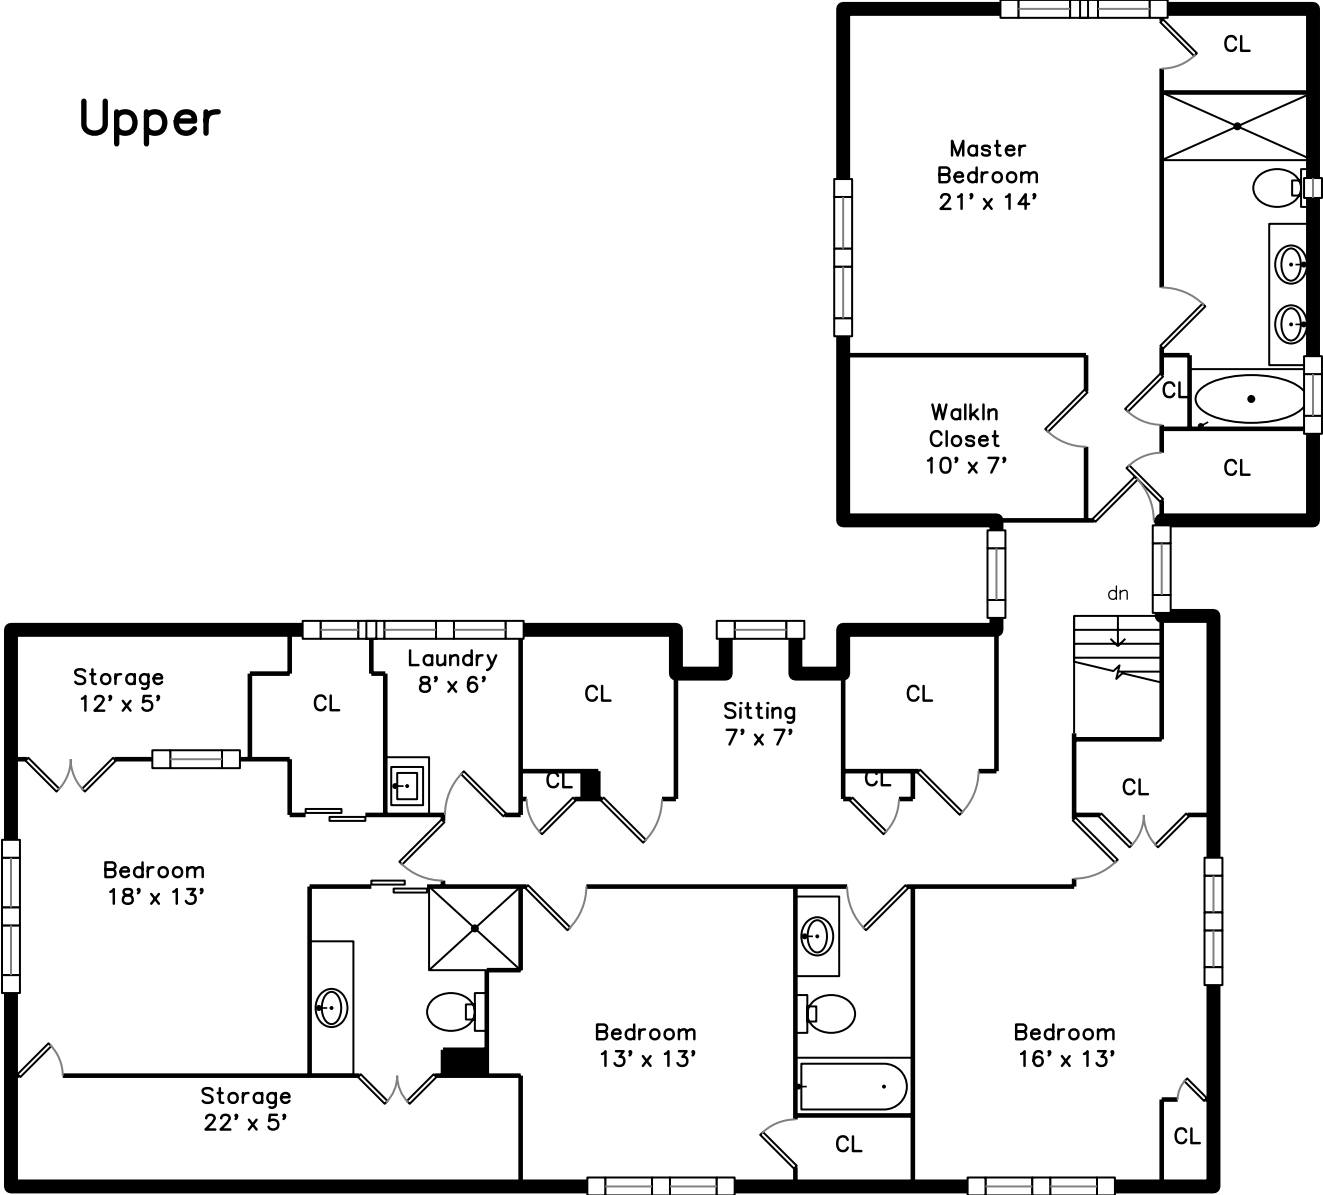 Upper
CL
Master
Bedroom
21' x 14'
CL
WalkIn
Closet
10' x 7'
CL
dn
Storage
12' x 5'
CL
Laundry
8' x 6'
CL
Sitting
7' x 7'
CL
CL
CL
CL
Bedroom
18' x 13'
Bedroom
13' x 13'
Bedroom
16' x 13'
Storage
22' x 5'
CL
CL